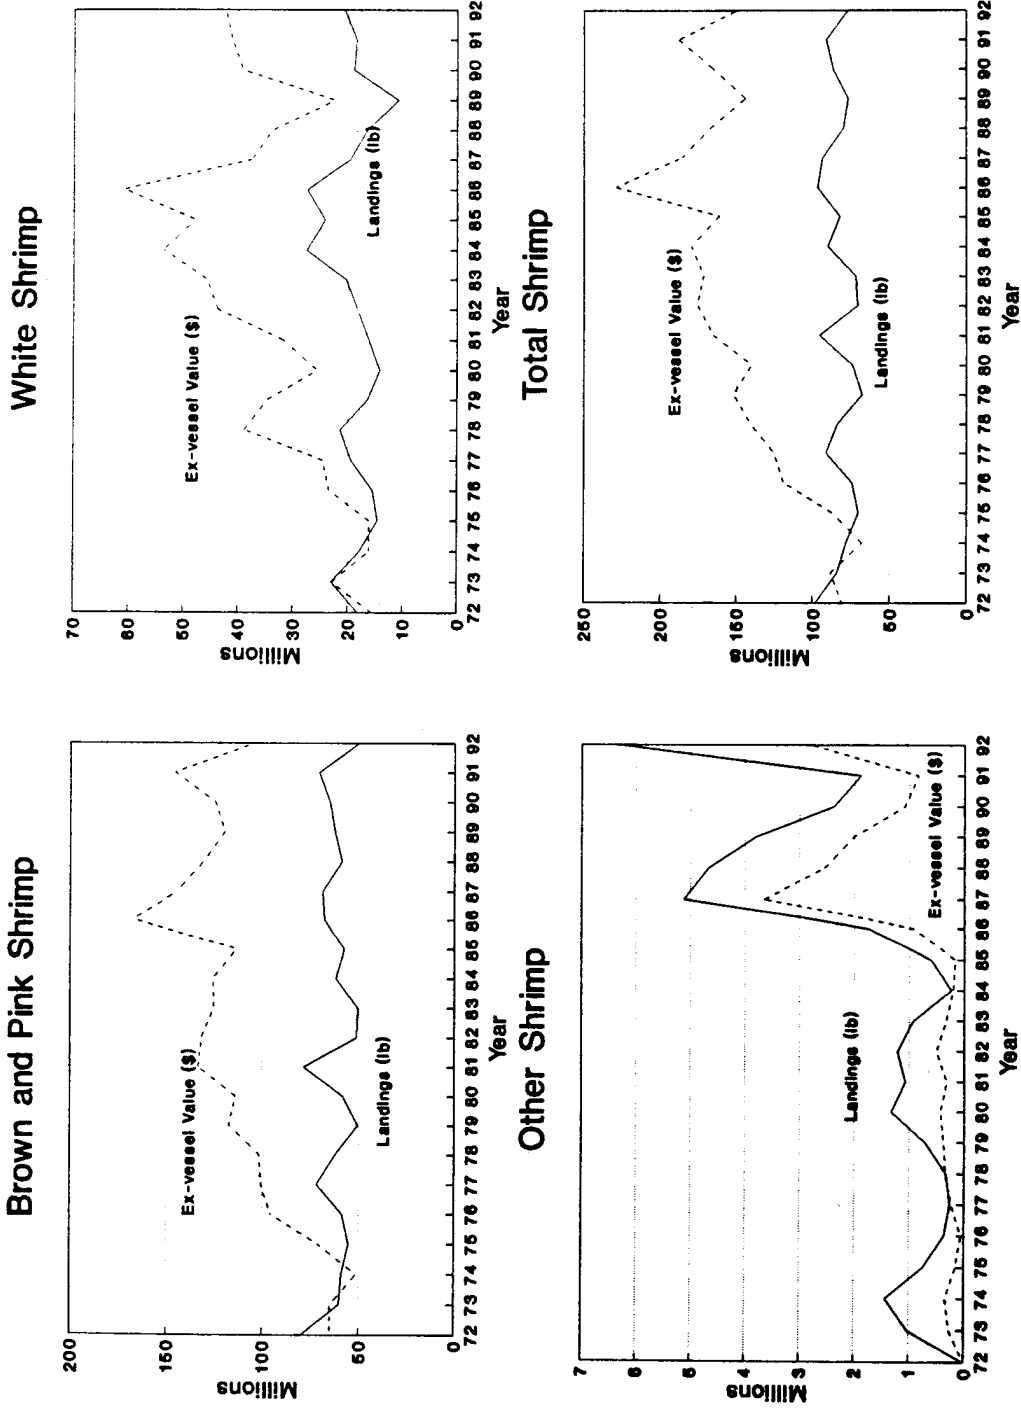 Brown and Pink Shrimp
200
150
100
50
0
Millions
Ex-vessel Value ($)
Landings (lb)
72 73 74 75 76 77 78 79 80 81 82 83 84 85 86 87 88 89 90 91 92
Year
White Shrimp
70
60
50
40
30
20
10
0
Millions
Ex-vessel Value ($)
Landings (lb)
72 73 74 75 76 77 78 79 80 81 82 83 84 85 86 87 88 89 90 91 92
Year
Other Shrimp
7
6
5
4
3
2
1
0
Millions
Landings (lb)
Ex-vessel Value ($)
72 73 74 75 76 77 78 79 80 81 82 83 84 85 86 87 88 89 90 91 92
Year
Total Shrimp
250
200
150
100
50
0
Millions
Ex-vessel Value ($)
Landings (lb)
72 73 74 75 76 77 78 79 80 81 82 83 84 85 86 87 88 89 90 91 92
Year